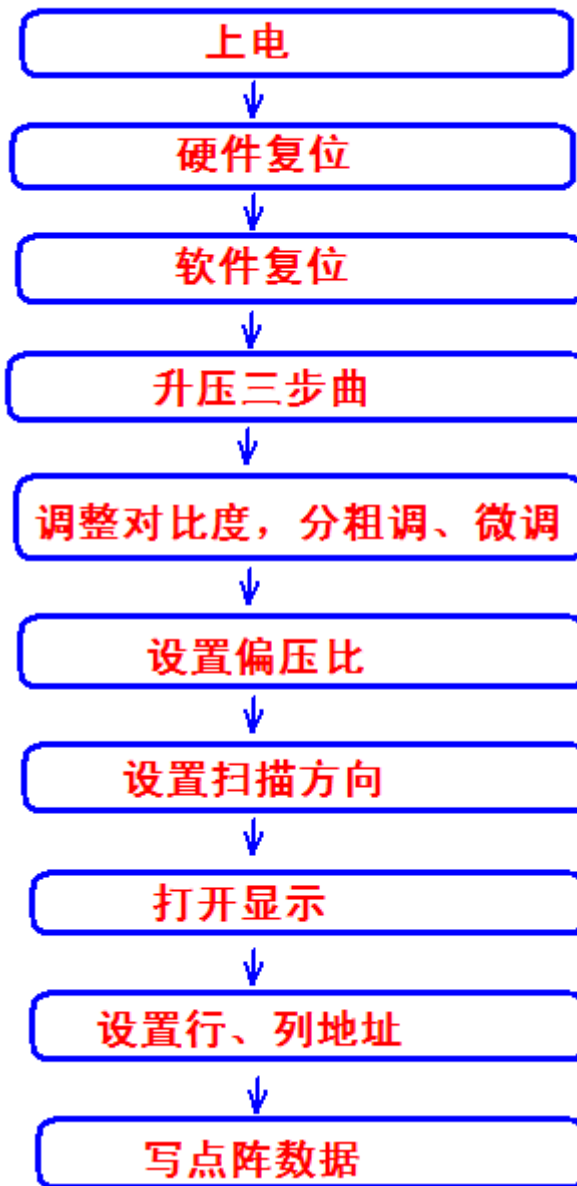 上电
硬件复位
软件复位
升压三步曲
调整对比度，分粗调、微调
设置偏压比
设置扫描方向
打开显示
设置行、列地址
写点阵数据